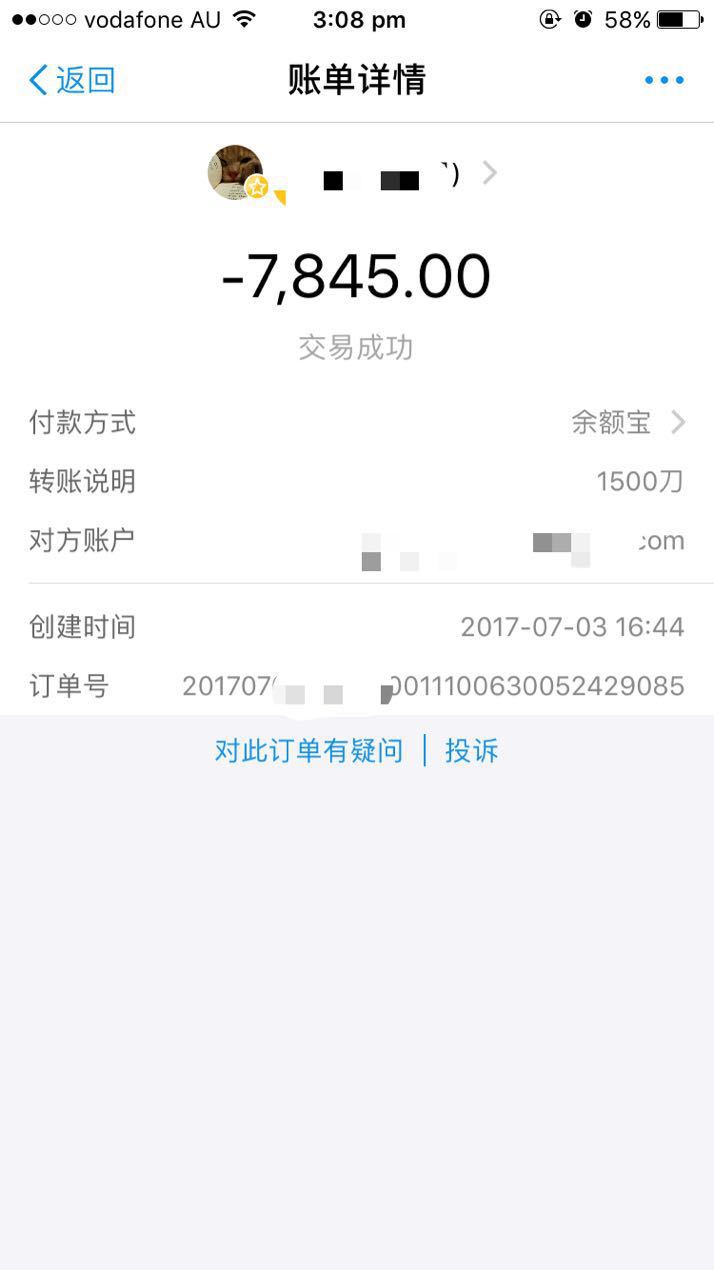 vodafone AU 3:08 pm 58%
返回 账单详情
)
-7,845.00
交易成功
付款方式 余额宝
转账说明 1500刀
对方账户 com
创建时间 2017-07-03 16:44
订单号 201707 0011100630052429085
对此订单有疑问 | 投诉